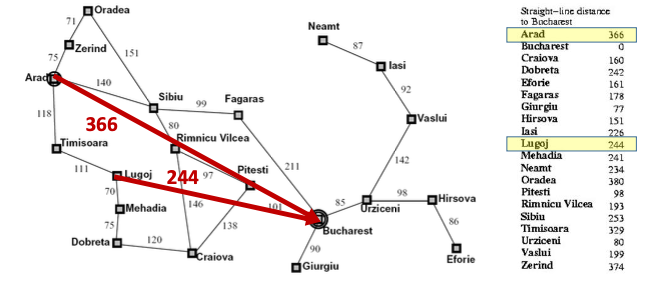 Oradea
71
Zerind
75
151
Arad
140
Sibiu
99
Fagaras
118
366
80
Rimnicu Vilcea
Timisoara
111
Lugoj
244
97
Pitesti
211
70
Mehadia
146
101
138
75
Dobreta
120
Craiova
Bucharest
90
Giurgiu
85
Urziceni
98
Hirsova
86
Eforie
142
Vaslui
92
Iasi
87
Neamt
Straight-line distance
to Bucharest
Arad 366
Bucharest 0
Craiova 160
Dobreta 242
Eforie 161
Fagaras 178
Giurgiu 77
Hirsova 151
Iasi 226
Lugoj 244
Mehadia 241
Neamt 234
Oradea 380
Pitesti 98
Rimnicu Vilcea 193
Sibiu 253
Timisoara 329
Urziceni 80
Vaslui 199
Zerind 374